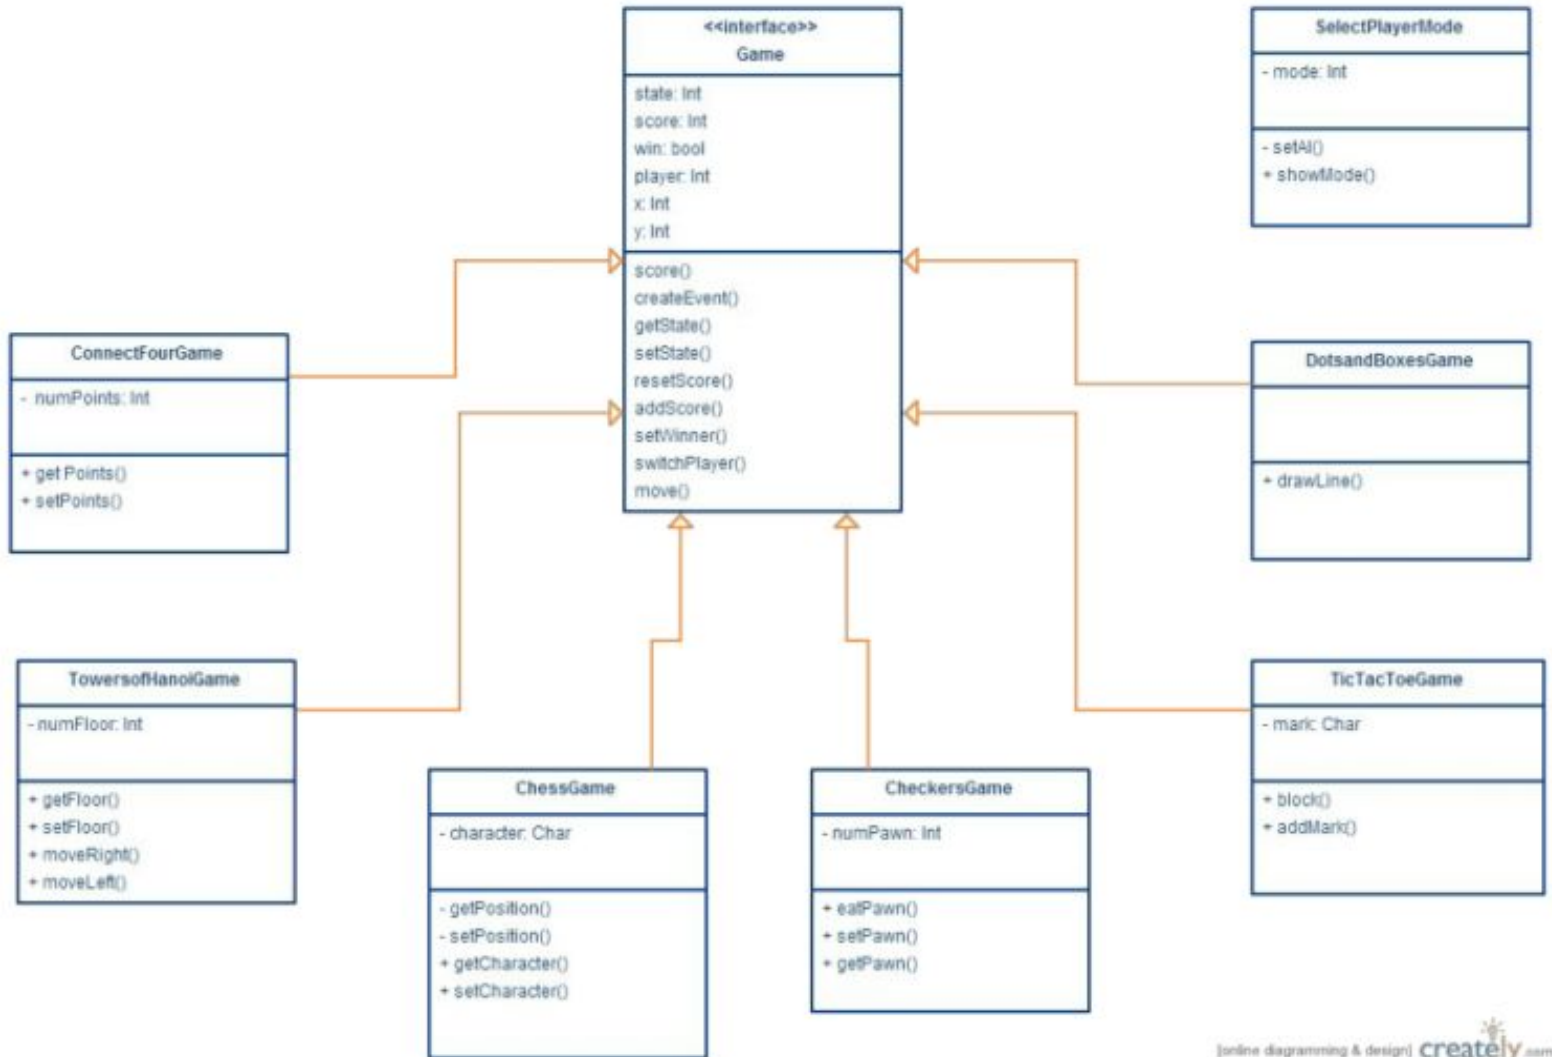 <<interface>>
Game
state: Int
score: Int
win: bool
player: Int
x: Int
y: Int
score()
createEvent()
getState()
setState()
resetScore()
addScore()
setWinner()
switchPlayer()
move()
SelectPlayerMode
- mode: Int
- setAI()
+ showMode()
ConnectFourGame
- numPoints: Int
+ get Points()
+ setPoints()
DotsandBoxesGame
+ drawLine()
TowersofHanoiGame
- numFloor: Int
+ getFloor()
+ setFloor()
+ moveRight()
+ moveLeft()
ChessGame
- character: Char
- getPosition()
- setPosition()
+ getCharacter()
+ setCharacter()
CheckersGame
- numPawn: Int
+ eatPawn()
+ setPawn()
+ getPawn()
TicTacToeGame
- mark: Char
+ block()
+ addMark()
[online diagramming & design] creately.com